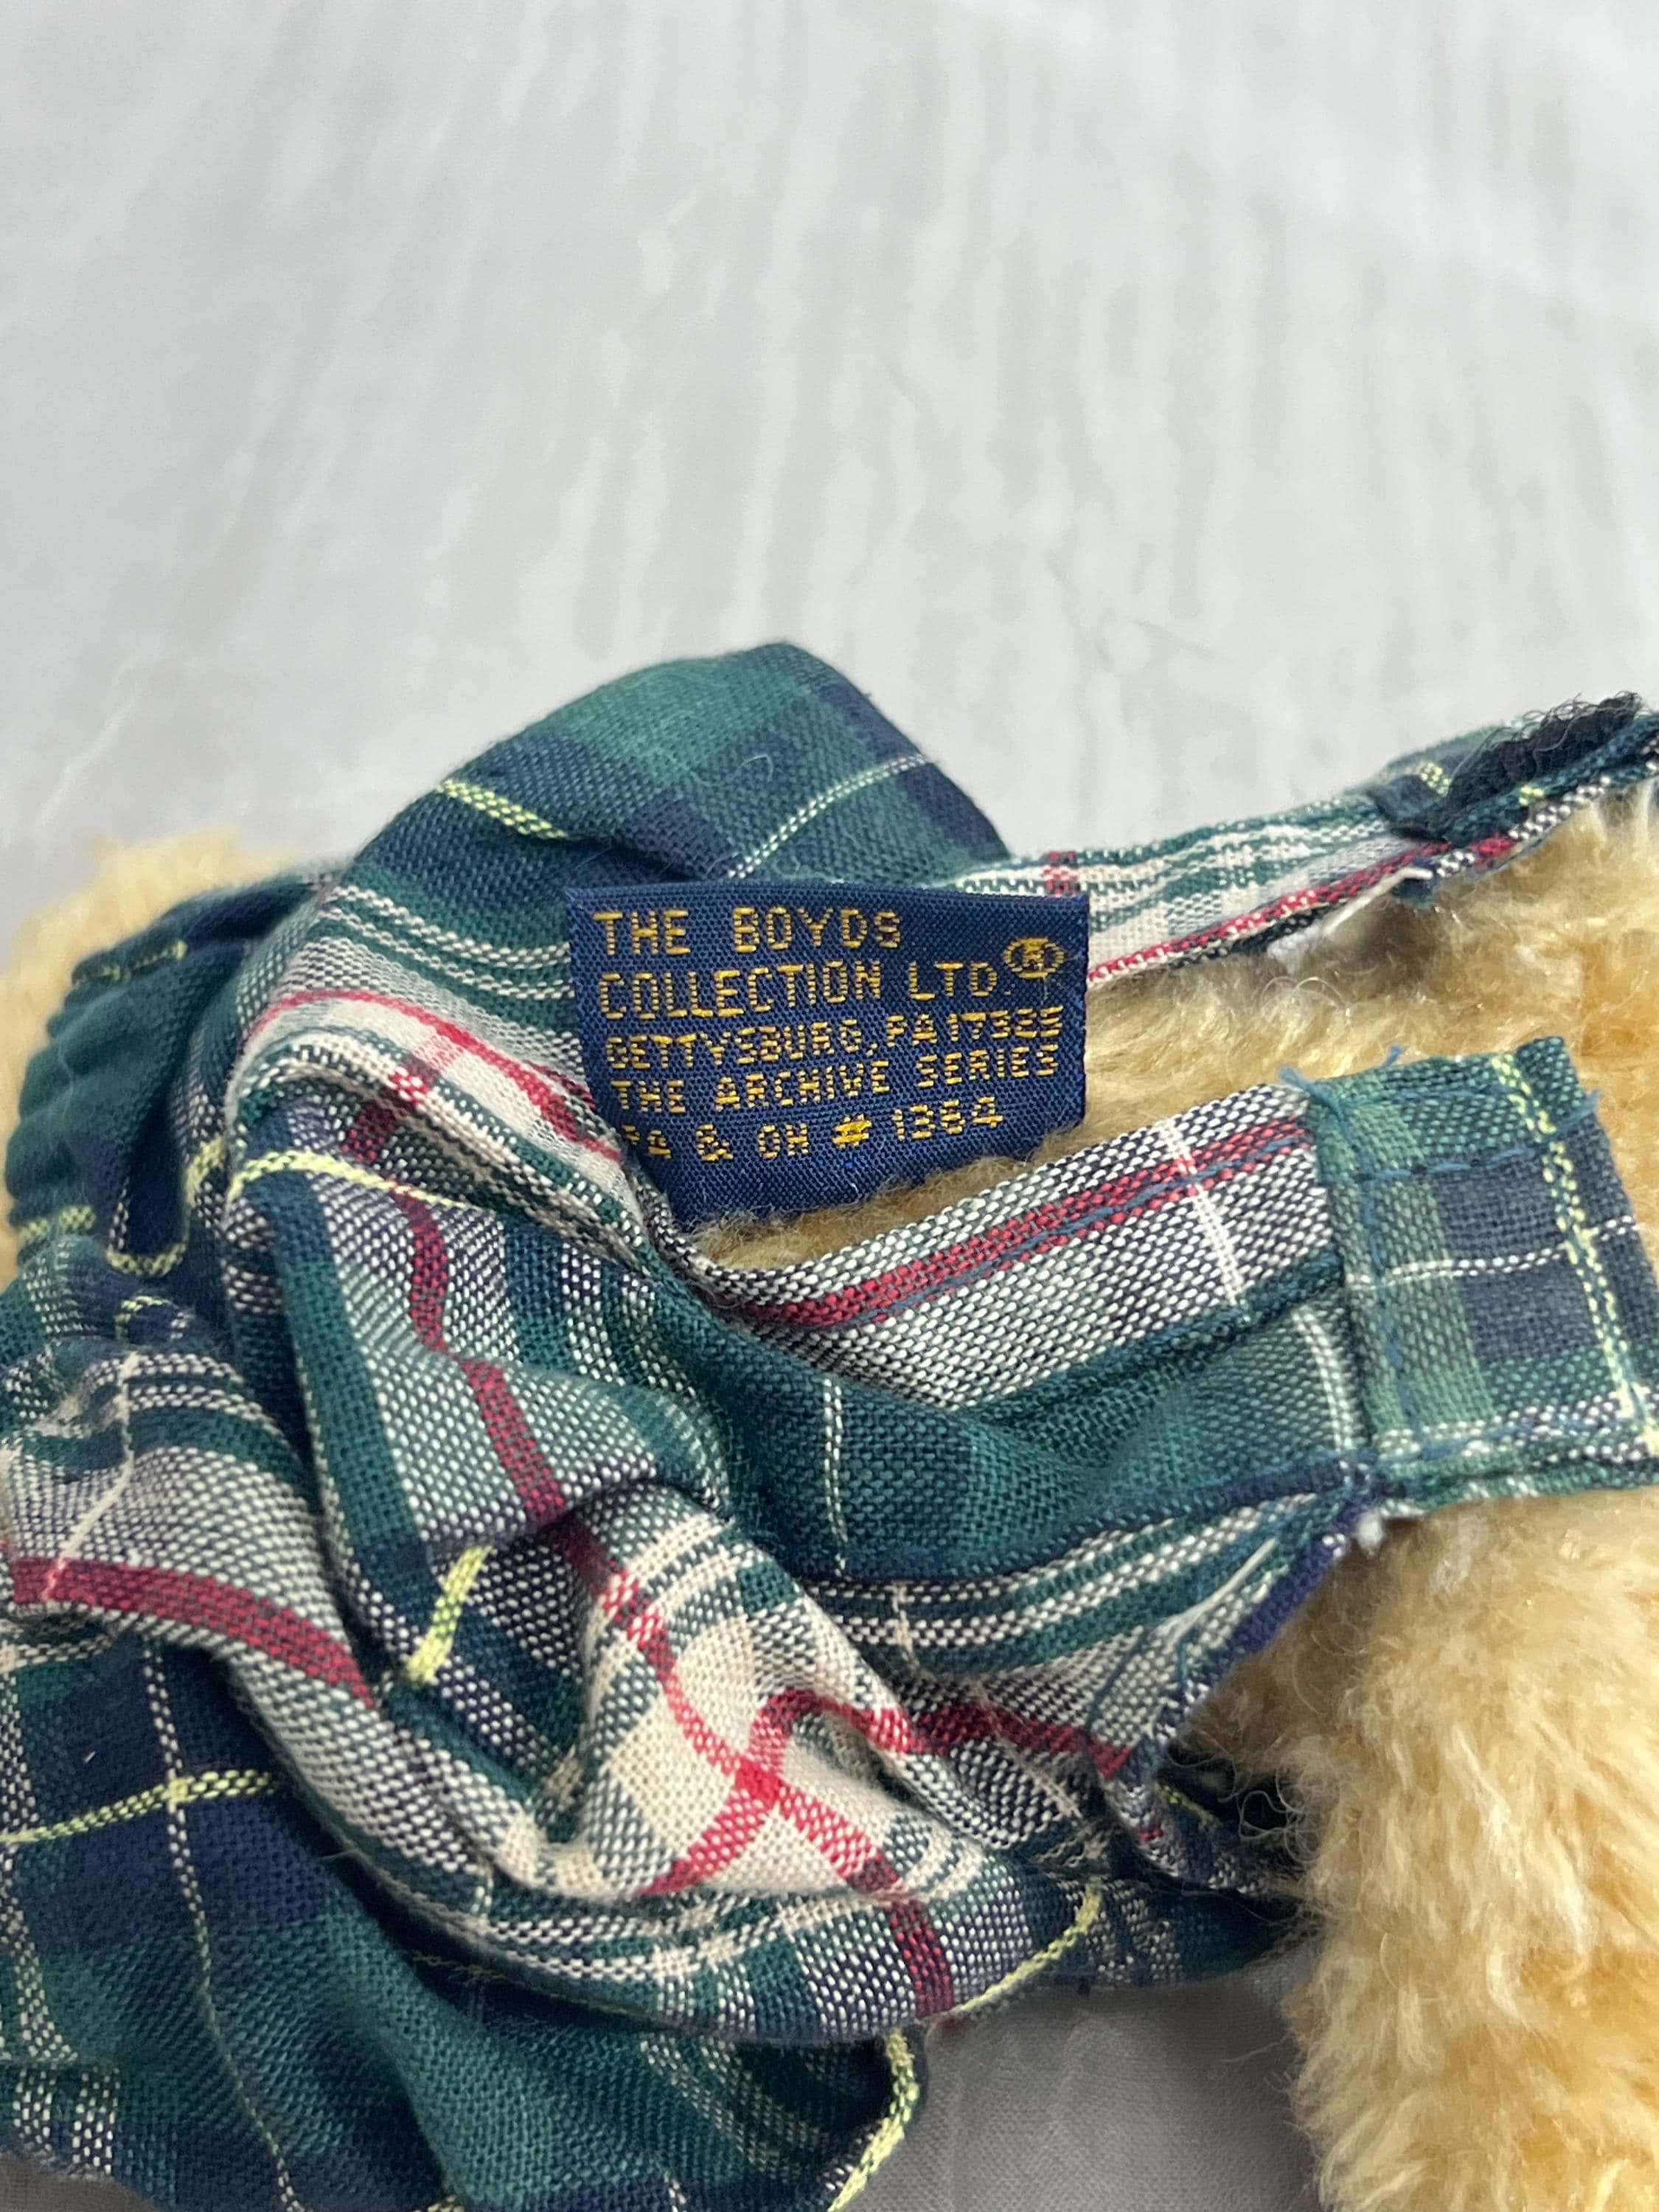 THE BOYDS
COLLECTION LTD.®
GETTYSBURG, PA 17325
THE ARCHIVE SERIES
PA & OH # 1364